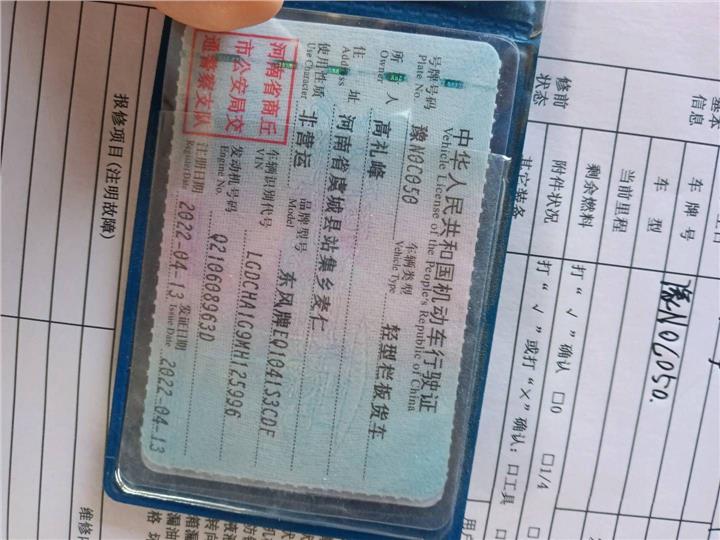 中华人民共和国机动车行驶证
Vehicle License of the People's Republic of China
号牌号码 豫N0C050 车辆类型 轻型栏板货车
Plate No. Vehicle Type
所有人 高礼峰
Owner
住址 河南省虞城县站集乡麦仁
Address
使用性质 非营运 品牌型号 东风牌EQ1041S3CDF
Use Character Model
河南省商丘
市公安局交
通警察支队
车辆识别代号 LGDCHA1G9MH125996
VIN
发动机号码 Q210608963D
Engine No.
注册日期 2022-04-13 发证日期 2022-04-13
Register Date Issue Date
基本
信息
车牌号 豫N0C050.
车型
当前里程
修前
状态
剩余燃料 打“√”确认 □0 □1/4
附件状况 打“√”或打“×”确认：□工具
其它装备
报修项目(注明故障)
维修